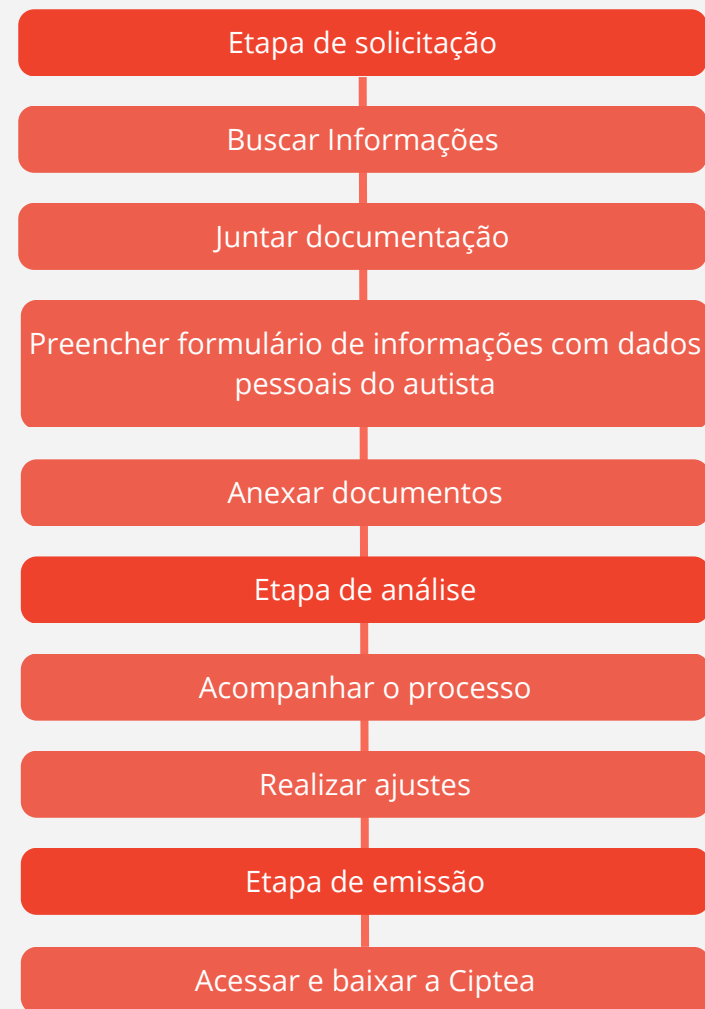 Etapa de solicitação
Buscar Informações
Juntar documentação
Preencher formulário de informações com dados
pessoais do autista
Anexar documentos
Etapa de análise
Acompanhar o processo
Realizar ajustes
Etapa de emissão
Acessar e baixar a Ciptea